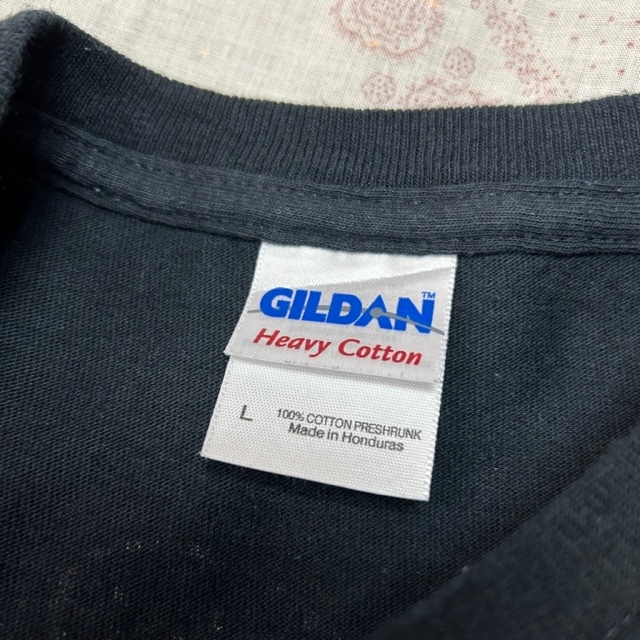 GILDAN™
Heavy Cotton
L
100% COTTON PRESHRUNK
Made in Honduras